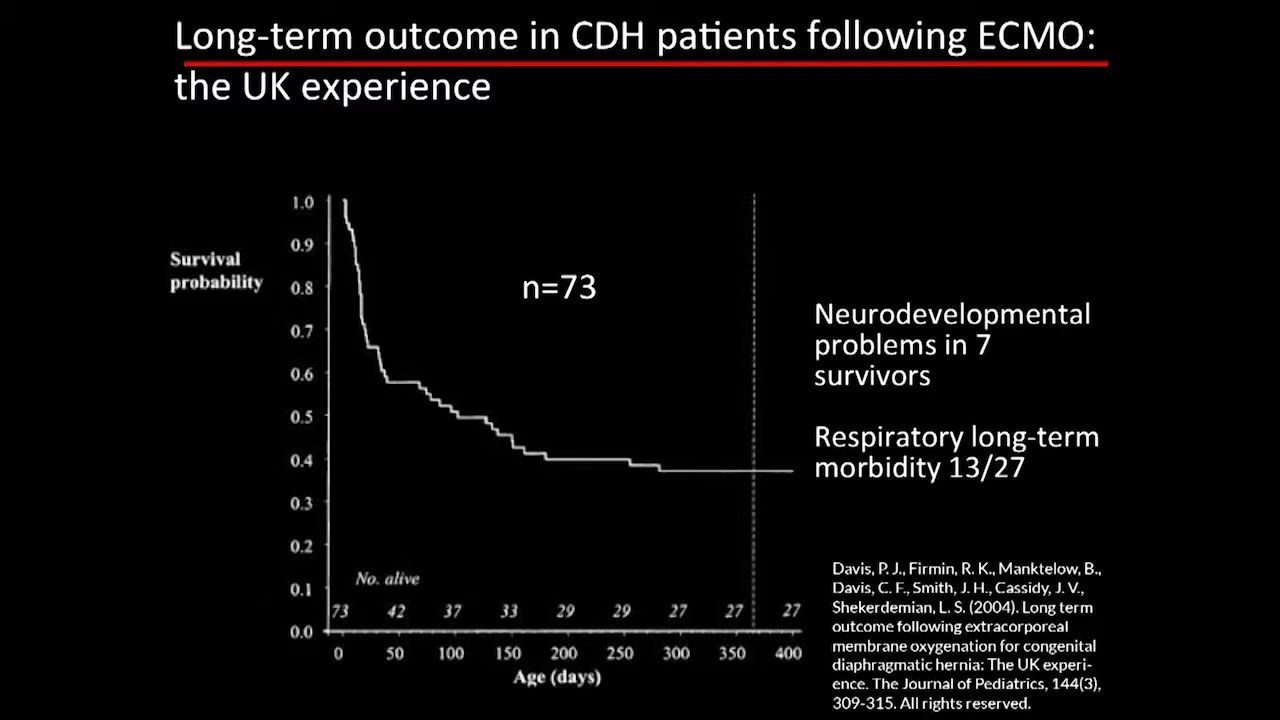 Long-term outcome in CDH patients following ECMO:
the UK experience
Survival
probability
1.0
0.9
0.8
0.7
0.6
0.5
0.4
0.3
0.2
0.1
0.0
n=73
No. alive
73 42 37 33 29 29 27 27 27
0 50 100 150 200 250 300 350 400
Age (days)
Neurodevelopmental
problems in 7
survivors
Respiratory long-term
morbidity 13/27
Davis, P. J., Firmin, R. K., Manktelow, B.,
Davis, C. F., Smith, J. H., Cassidy, J. V.,
Shekerdemian, L. S. (2004). Long term
outcome following extracorporeal
membrane oxygenation for congenital
diaphragmatic hernia: The UK experi-
ence. The Journal of Pediatrics, 144(3),
309-315. All rights reserved.